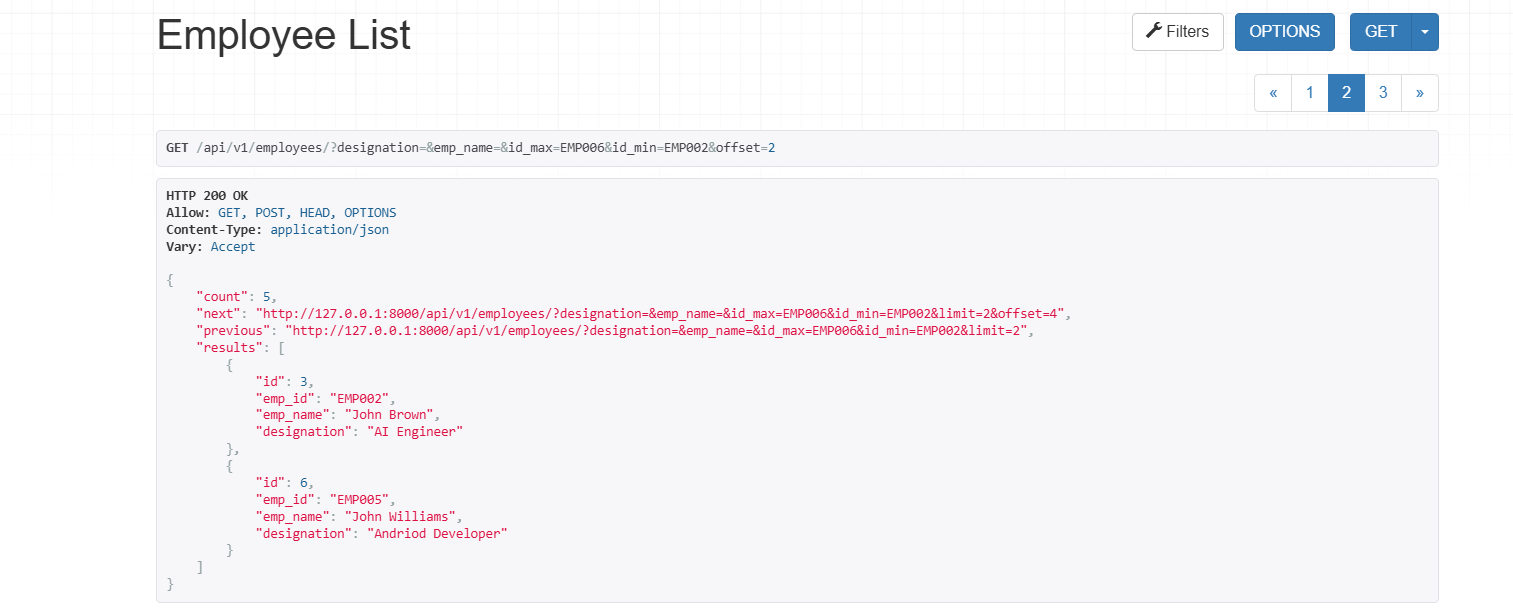 Employee List
Filters
OPTIONS
GET
« 1 2 3 »
GET /api/v1/employees/?designation=&emp_name=&id_max=EMP006&id_min=EMP002&offset=2
HTTP 200 OK
Allow: GET, POST, HEAD, OPTIONS
Content-Type: application/json
Vary: Accept
{
    "count": 5,
    "next": "http://127.0.0.1:8000/api/v1/employees/?designation=&emp_name=&id_max=EMP006&id_min=EMP002&limit=2&offset=4",
    "previous": "http://127.0.0.1:8000/api/v1/employees/?designation=&emp_name=&id_max=EMP006&id_min=EMP002&limit=2",
    "results": [
        {
            "id": 3,
            "emp_id": "EMP002",
            "emp_name": "John Brown",
            "designation": "AI Engineer"
        },
        {
            "id": 6,
            "emp_id": "EMP005",
            "emp_name": "John Williams",
            "designation": "Andriod Developer"
        }
    ]
}